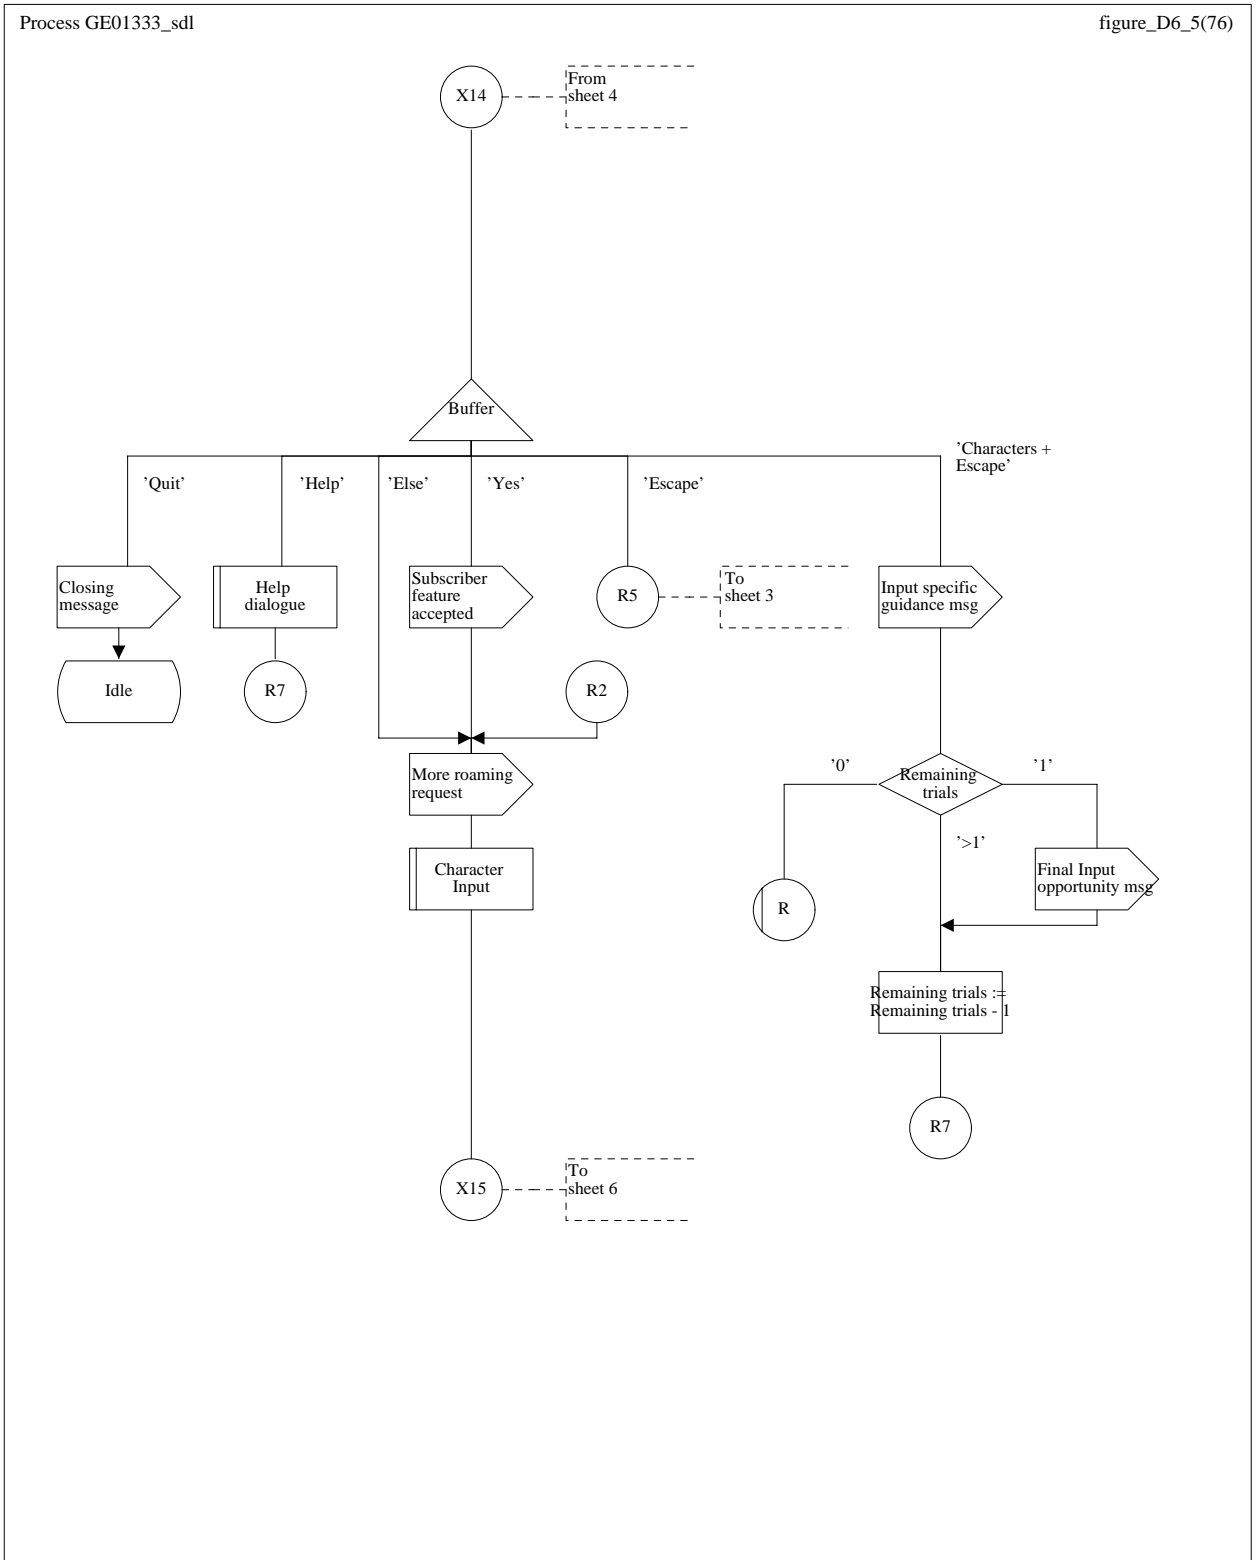 Process GE01333_sdl
figure_D6_5(76)
X14
From
sheet 4
Buffer
'Quit'
'Help'
'Else'
'Yes'
'Escape'
'Characters +
Escape'
Closing
message
Help
dialogue
Subscriber
feature
accepted
R5
To
sheet 3
Input specific
guidance msg
Idle
R7
R2
More roaming
request
'0'
Remaining
trials
'1'
'>1'
Character
Input
R
Final Input
opportunity msg
Remaining trials :=
Remaining trials - 1
R7
X15
To
sheet 6